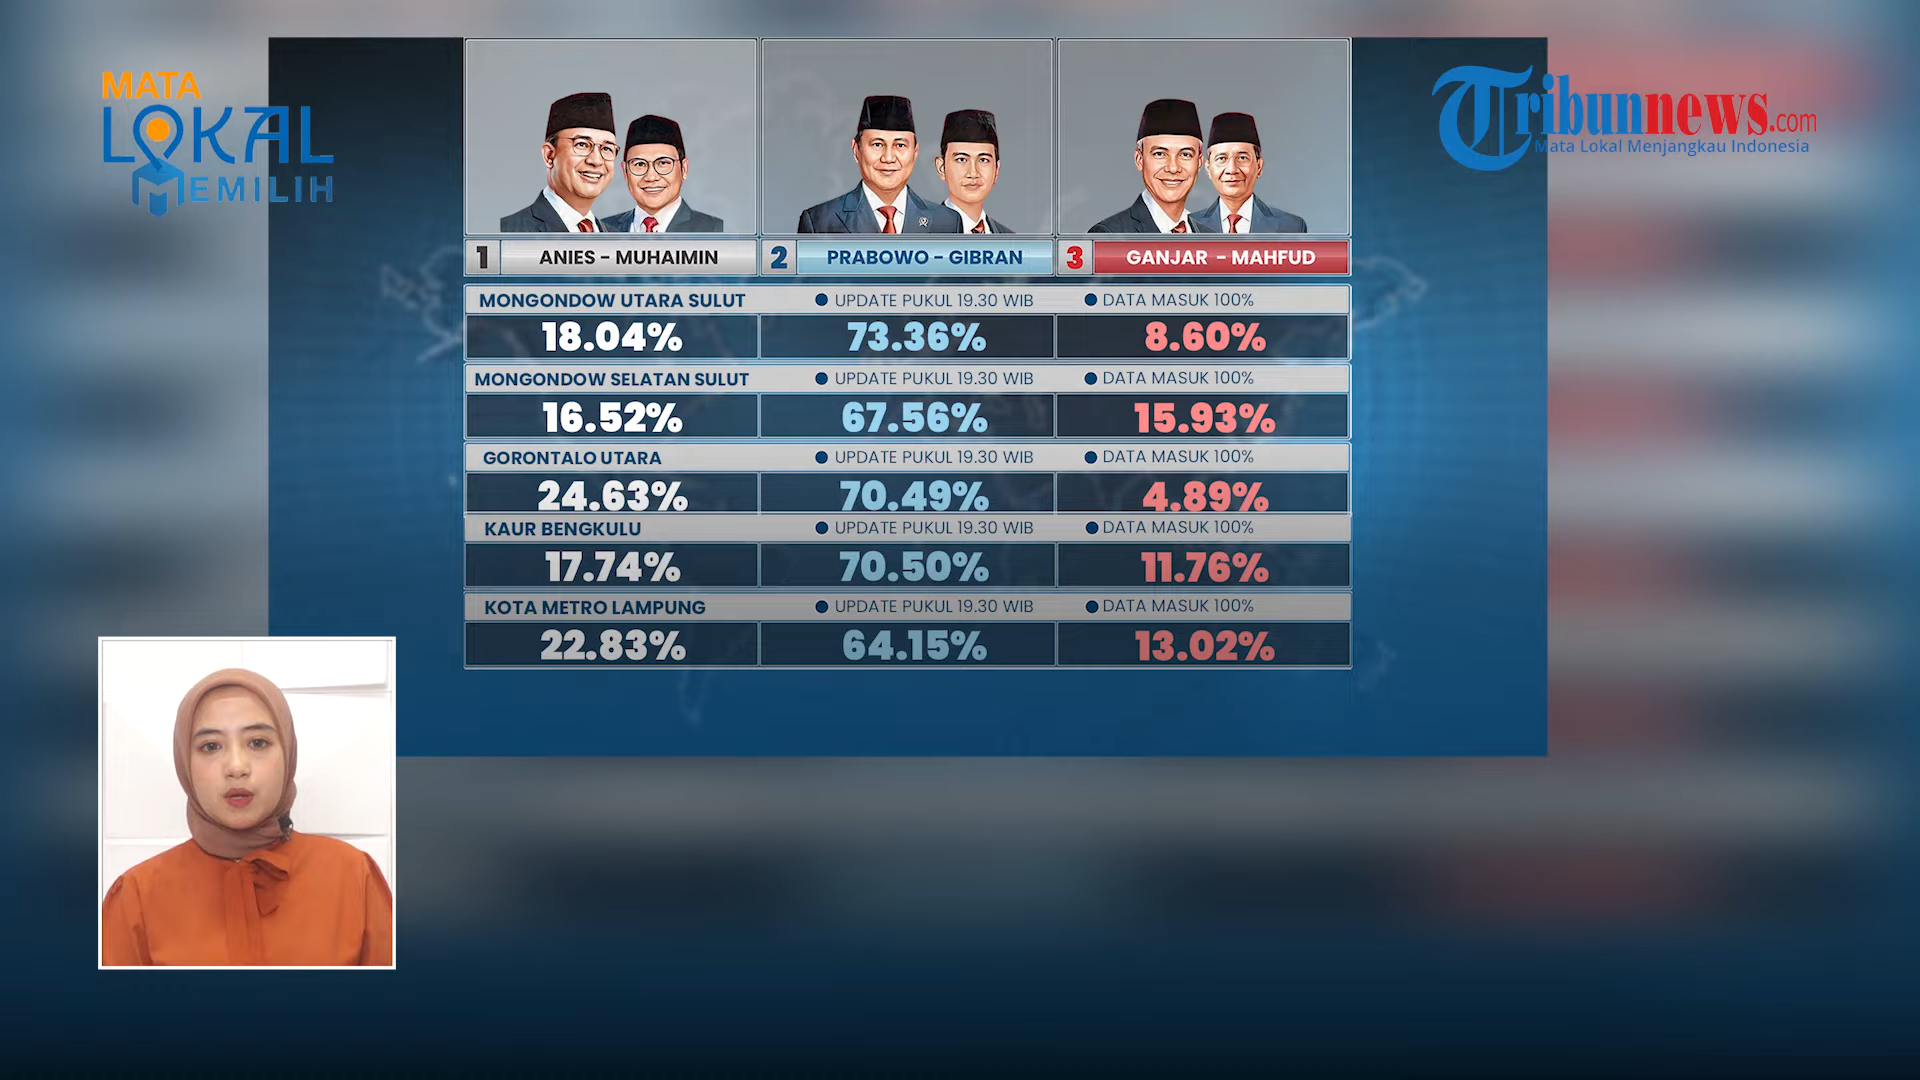 MATA
LOKAL
MEMILIH
Tribunnews.com
Mata Lokal Menjangkau Indonesia
1 ANIES - MUHAIMIN 2 PRABOWO - GIBRAN 3 GANJAR - MAHFUD
MONGONDOW UTARA SULUT UPDATE PUKUL 19.30 WIB DATA MASUK 100%
18.04% 73.36% 8.60%
MONGONDOW SELATAN SULUT UPDATE PUKUL 19.30 WIB DATA MASUK 100%
16.52% 67.56% 15.93%
GORONTALO UTARA UPDATE PUKUL 19.30 WIB DATA MASUK 100%
24.63% 70.49% 4.89%
KAUR BENGKULU UPDATE PUKUL 19.30 WIB DATA MASUK 100%
17.74% 70.50% 11.76%
KOTA METRO LAMPUNG UPDATE PUKUL 19.30 WIB DATA MASUK 100%
22.83% 64.15% 13.02%